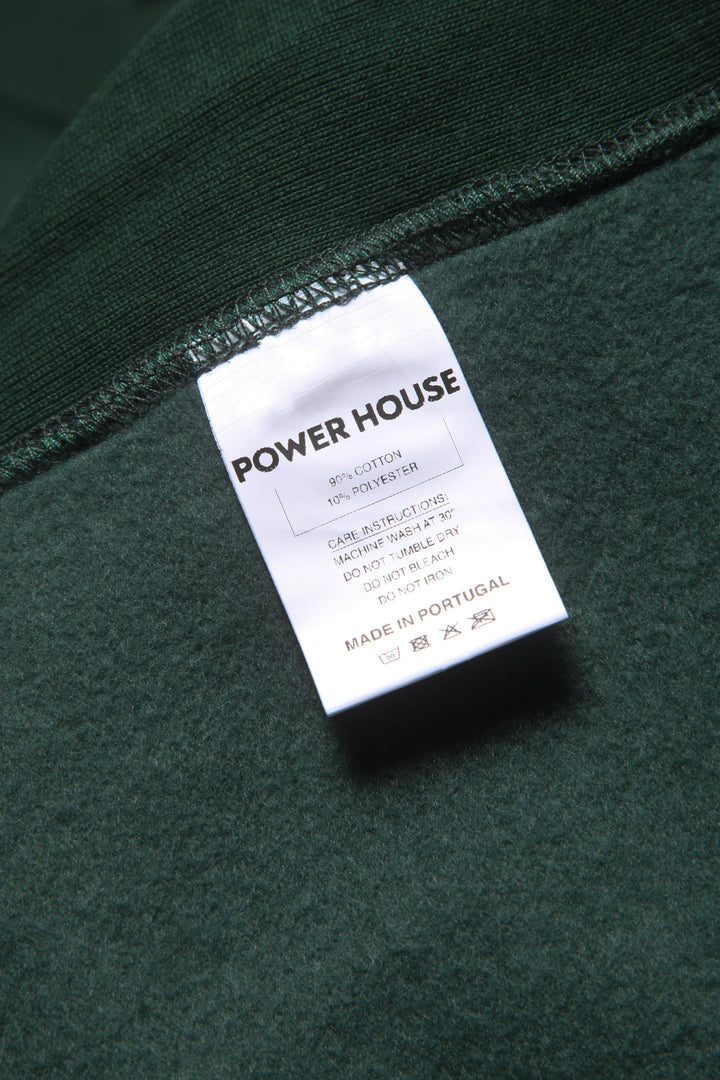 POWER HOUSE
90% COTTON
10% POLYESTER
CARE INSTRUCTIONS:
MACHINE WASH AT 30°
DO NOT TUMBLE DRY
DO NOT BLEACH
DO NOT IRON
MADE IN PORTUGAL
30